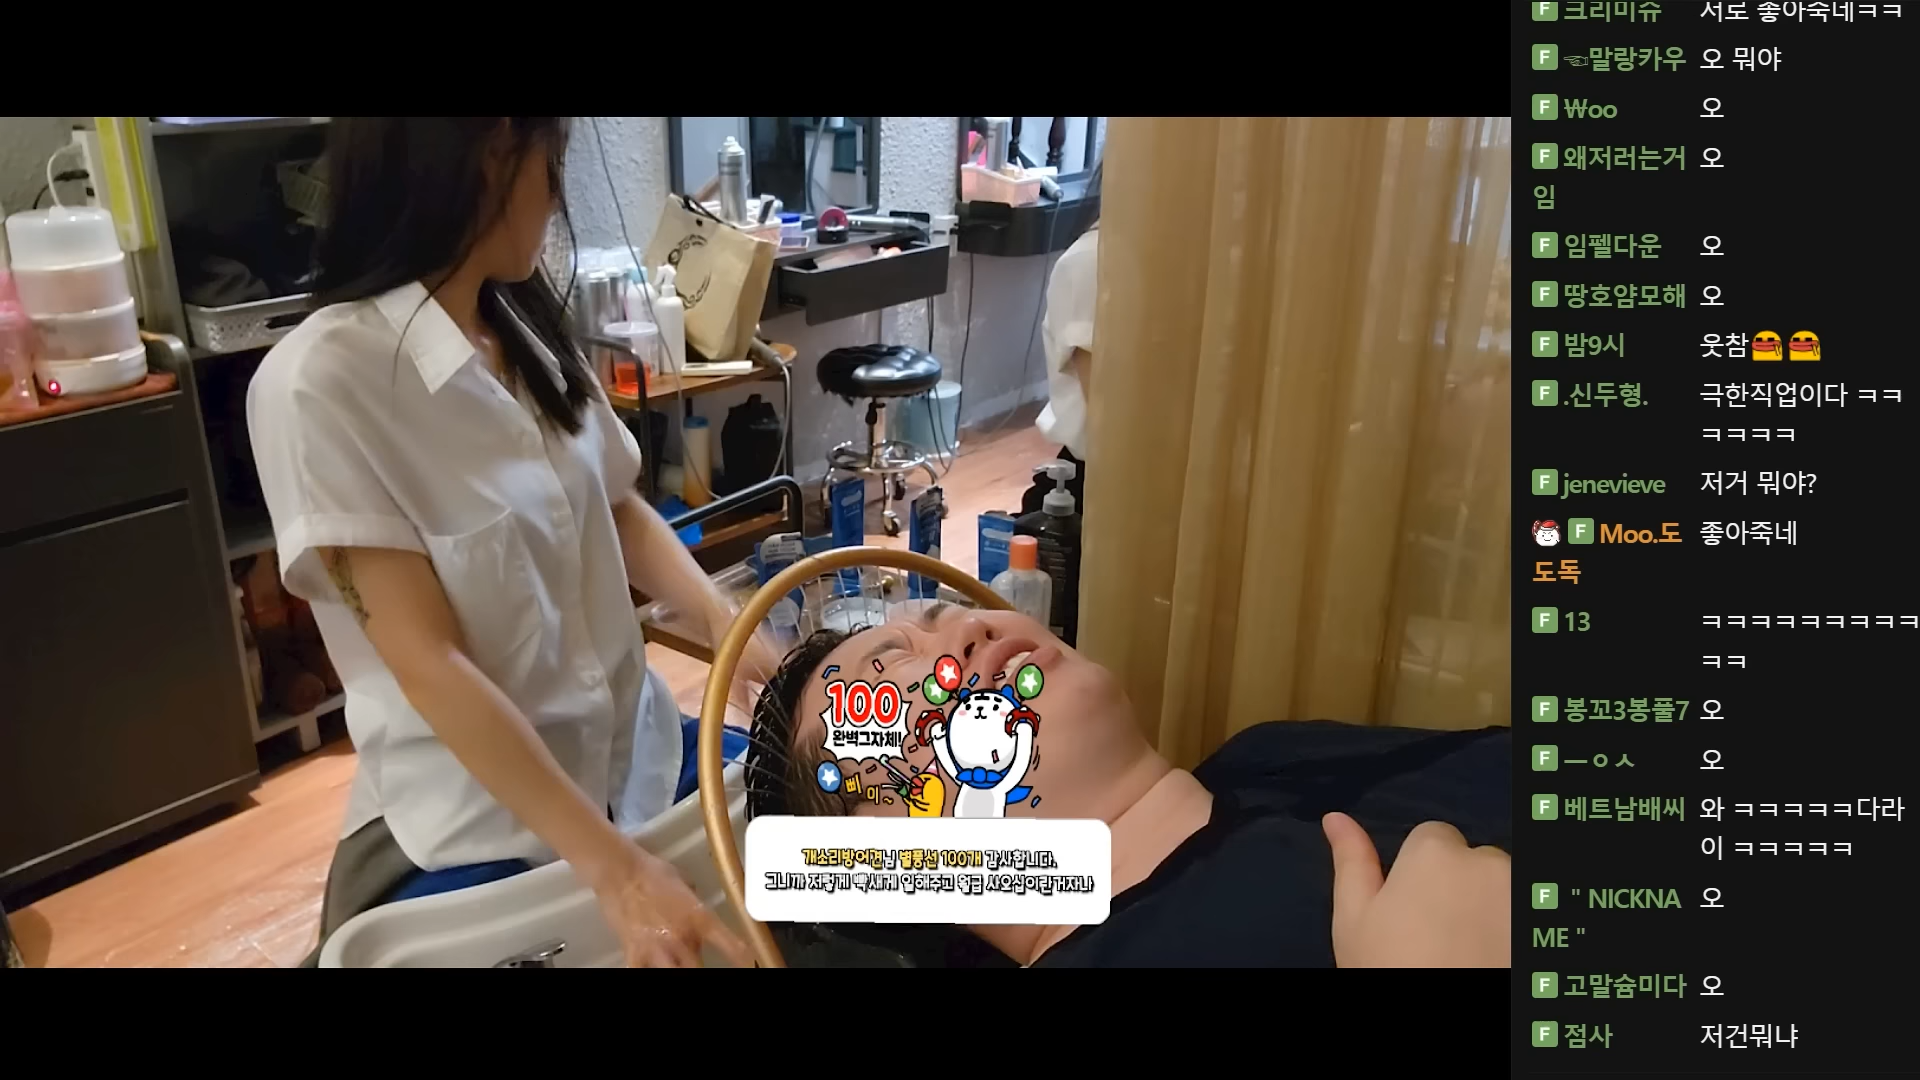 100
완벽그자체!
삐
이~
개소리방어견님 별풍선 100개 감사합니다.
그니까 저렇게 빡세게 일해주고 월급 사오십이란거자나
F 크리미슈 서로 좋아죽네ㅋㅋ
F ☜말랑카우 오 뭐야
F ₩oo 오
F 왜저러는거 오
임
F 임펠다운 오
F 땅호얌모해 오
F 밤9시 웃참
F .신두형. 극한직업이다 ㅋㅋ
ㅋㅋㅋㅋ
F jenevieve 저거 뭐야?
F Moo.도 좋아죽네
도독
F 13 ㅋㅋㅋㅋㅋㅋㅋㅋㅋ
ㅋㅋ
F 봉꼬3봉풀7 오
F ㅡㅇㅅ 오
F 베트남배씨 와 ㅋㅋㅋㅋㅋ다라
이 ㅋㅋㅋㅋㅋ
F " NICKNA 오
ME "
F 고말슘미다 오
F 점사 저건뭐냐